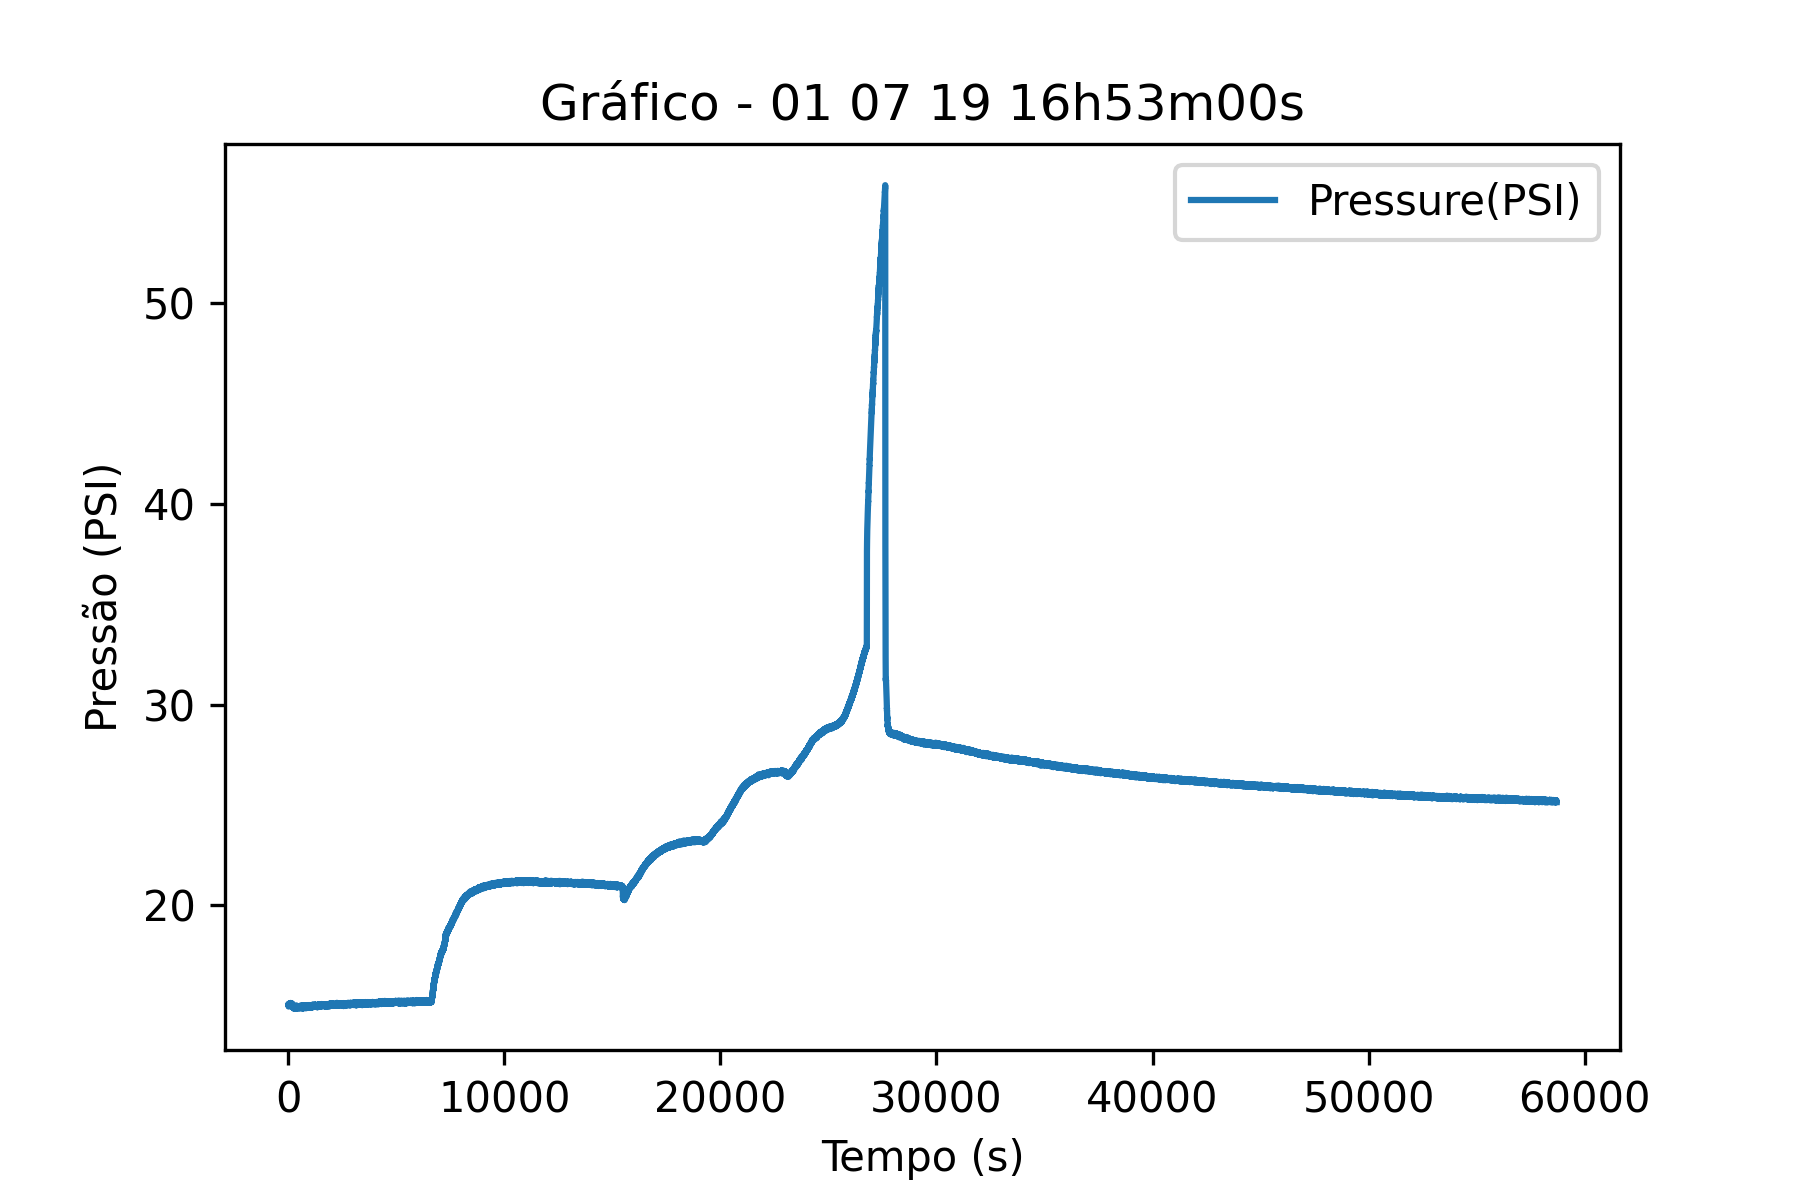 Gráfico - 01 07 19 16h53m00s
Pressure(PSI)
Pressão (PSI)
50
40
30
20
0 10000 20000 30000 40000 50000 60000
Tempo (s)